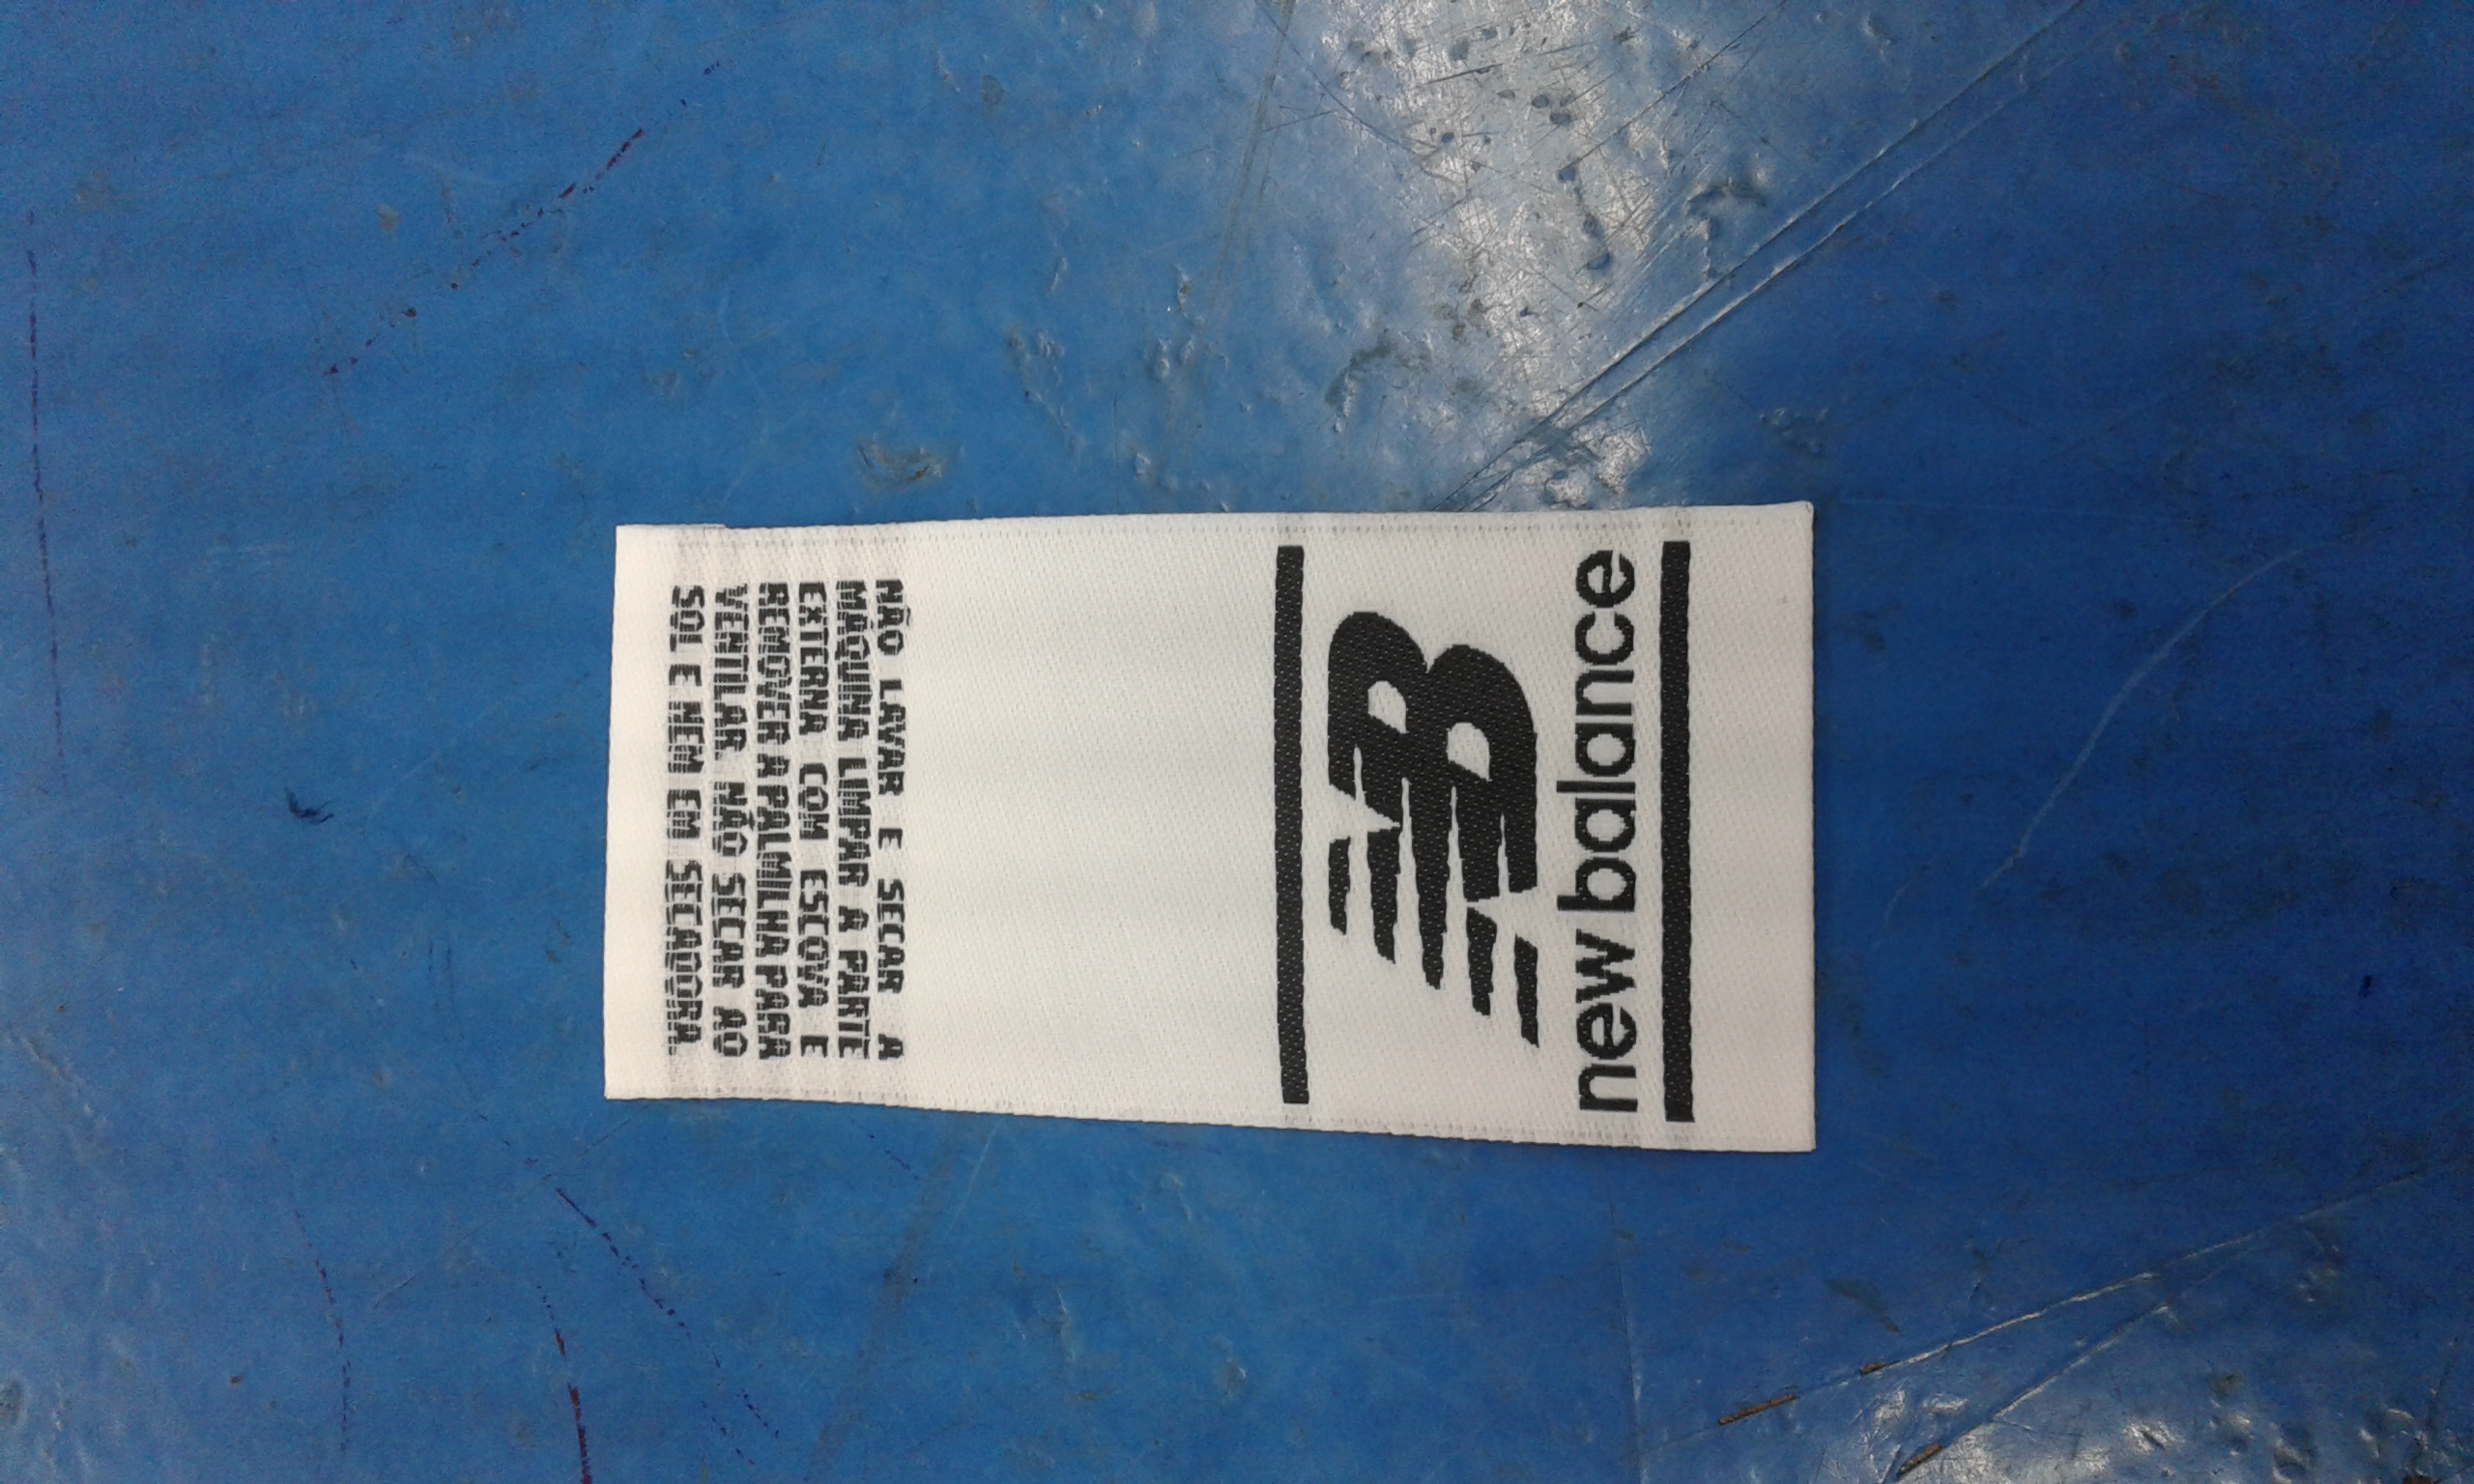 NB
new balance
NÃO LAVAR E SECAR A
MÁQUINA LIMPAR A PARTE
EXTERNA COM ESCOVA E
REMOVER A PALMILHA PARA
VENTILAR NÃO SECAR AO
SOL E NEM EM SECADORA